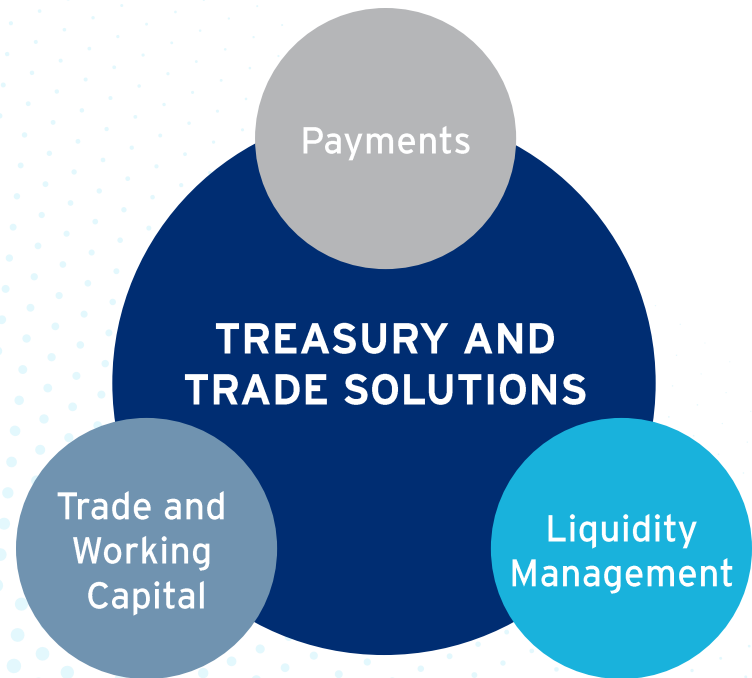 Payments
TREASURY AND
TRADE SOLUTIONS
Trade and
Working
Capital
Liquidity
Management